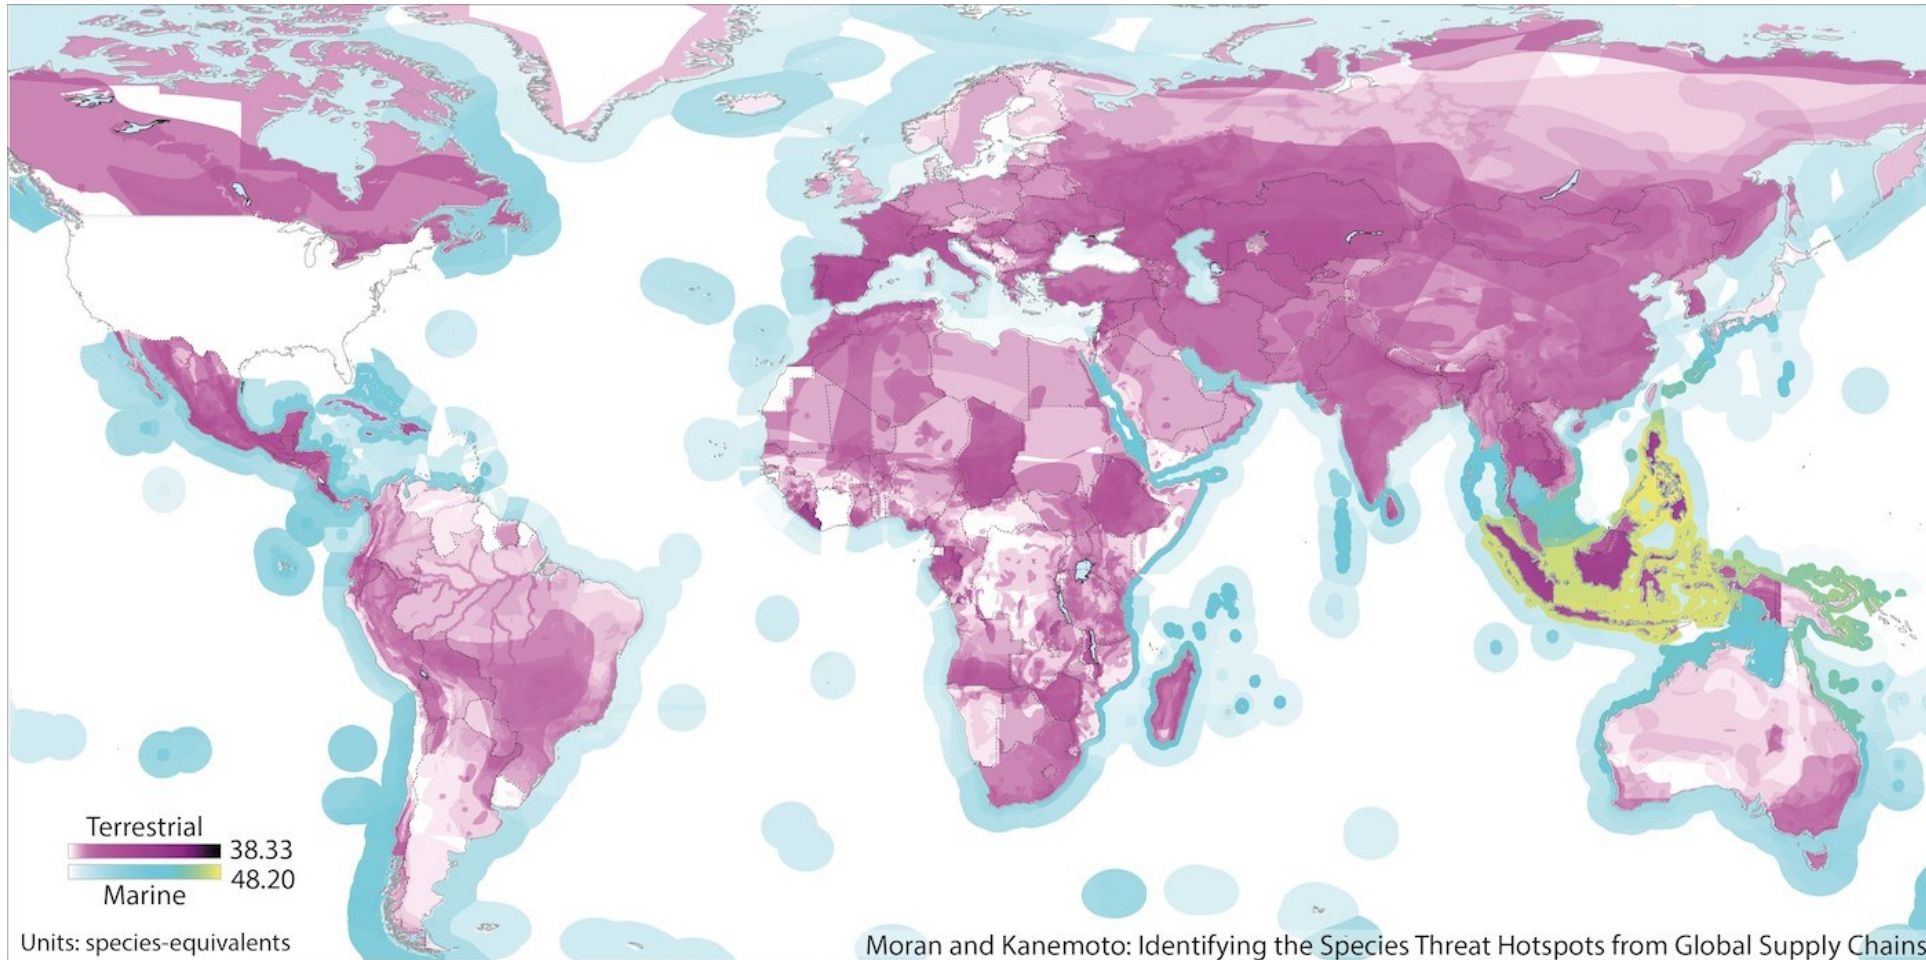 Terrestrial
38.33
48.20
Marine
Units: species-equivalents
Moran and Kanemoto: Identifying the Species Threat Hotspots from Global Supply Chains